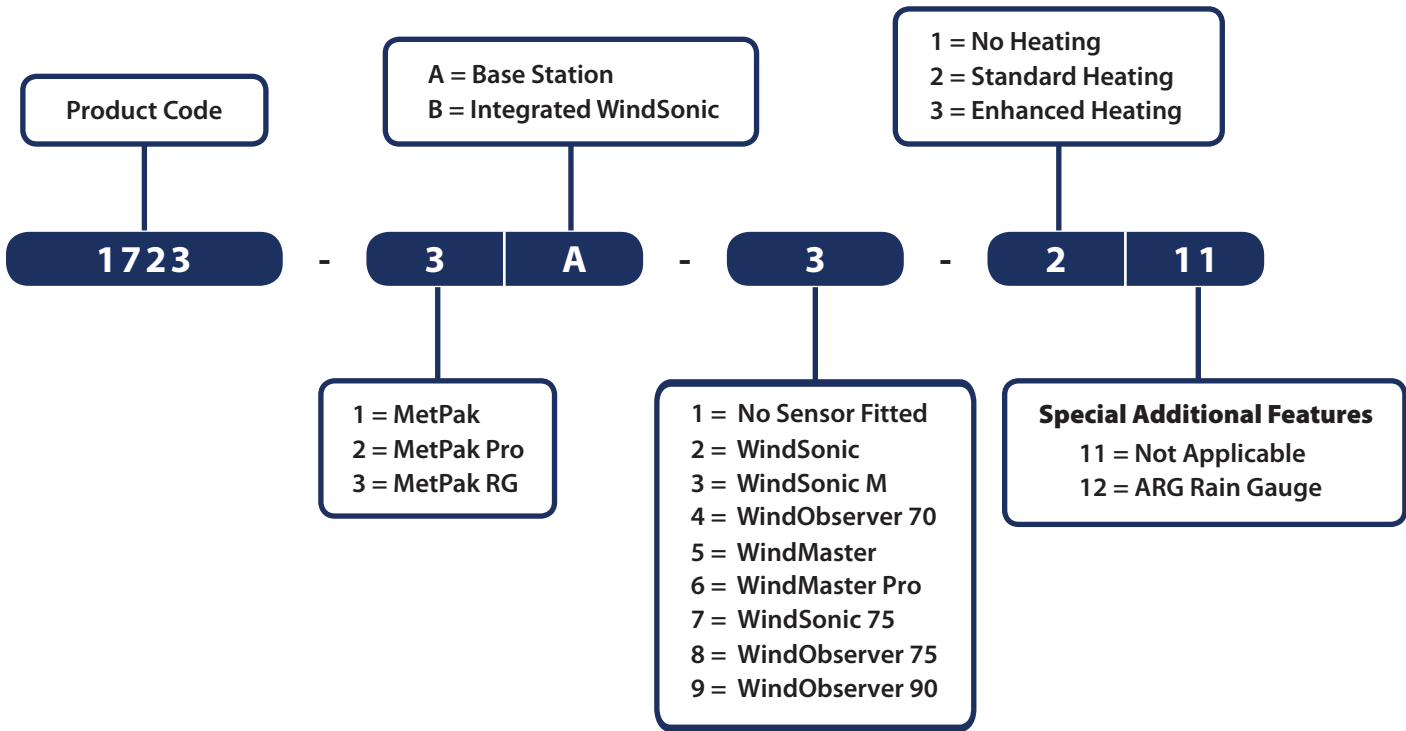 Product Code
A = Base Station
B = Integrated WindSonic
1 = No Heating
2 = Standard Heating
3 = Enhanced Heating
1723 - 3 A - 3 - 2 11
1 = MetPak
2 = MetPak Pro
3 = MetPak RG
1 = No Sensor Fitted
2 = WindSonic
3 = WindSonic M
4 = WindObserver 70
5 = WindMaster
6 = WindMaster Pro
7 = WindSonic 75
8 = WindObserver 75
9 = WindObserver 90
Special Additional Features
11 = Not Applicable
12 = ARG Rain Gauge